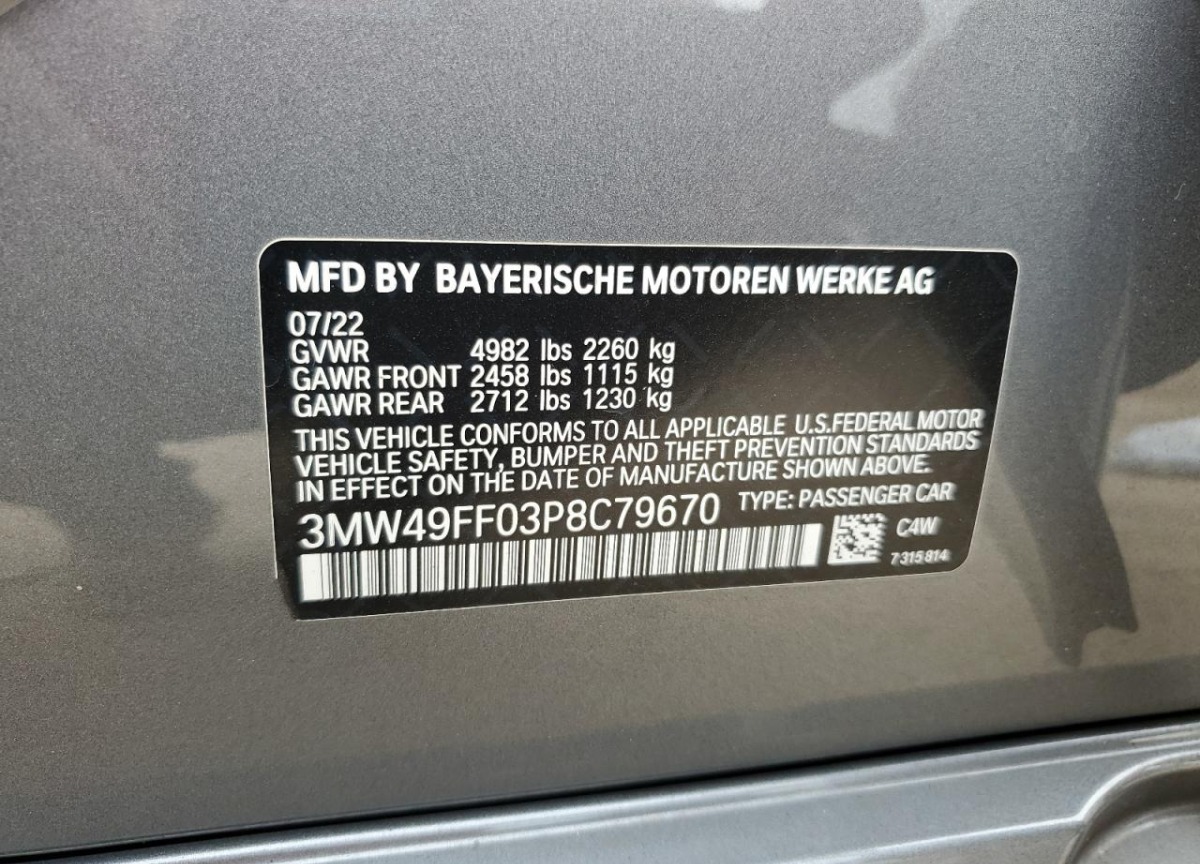 MFD BY BAYERISCHE MOTOREN WERKE AG
07/22
GVWR 4982 lbs 2260 kg
GAWR FRONT 2458 lbs 1115 kg
GAWR REAR 2712 lbs 1230 kg
THIS VEHICLE CONFORMS TO ALL APPLICABLE U.S.FEDERAL MOTOR
VEHICLE SAFETY, BUMPER AND THEFT PREVENTION STANDARDS
IN EFFECT ON THE DATE OF MANUFACTURE SHOWN ABOVE.
3MW49FF03P8C79670 TYPE: PASSENGER CAR
C4W
7 315 814